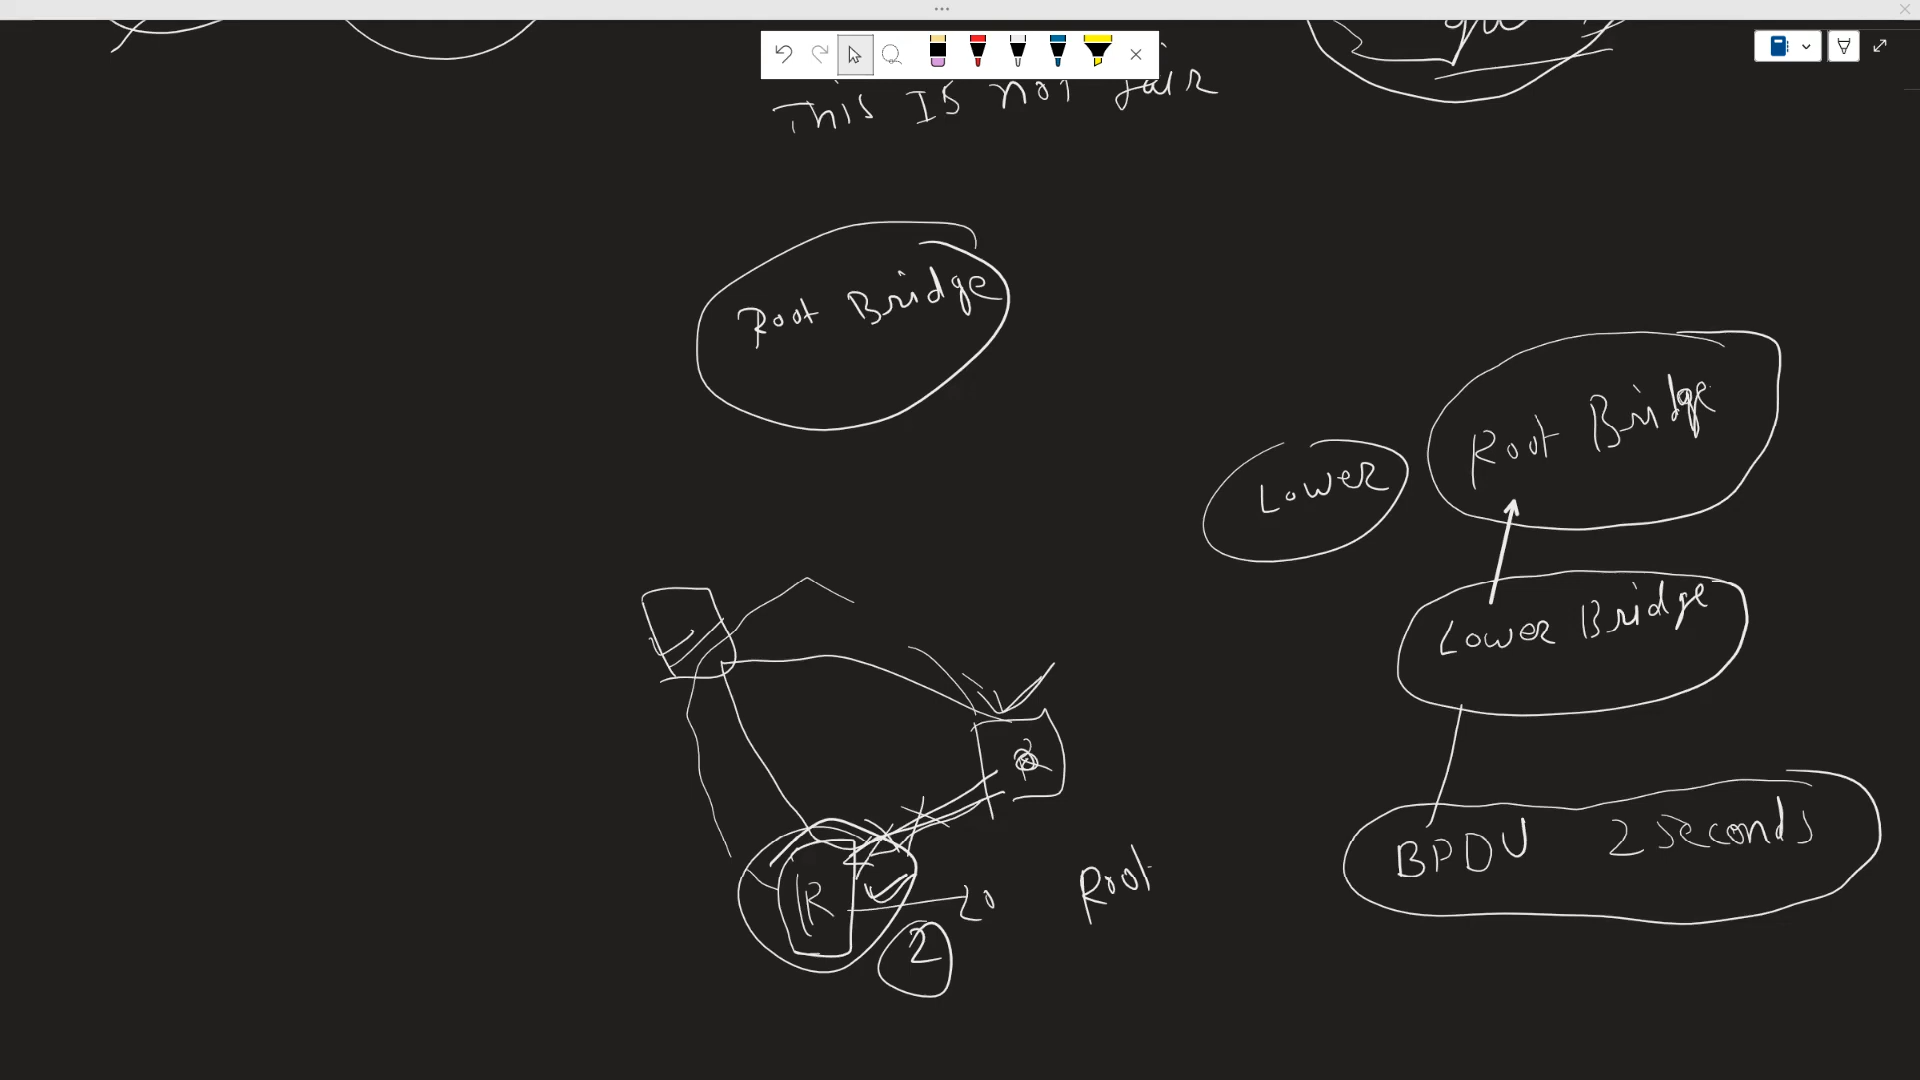 This IS not fair
Root Bridge
Root Bridge
Lower
Lower Bridge
BPDU 2 seconds
R
R
20
Root
2